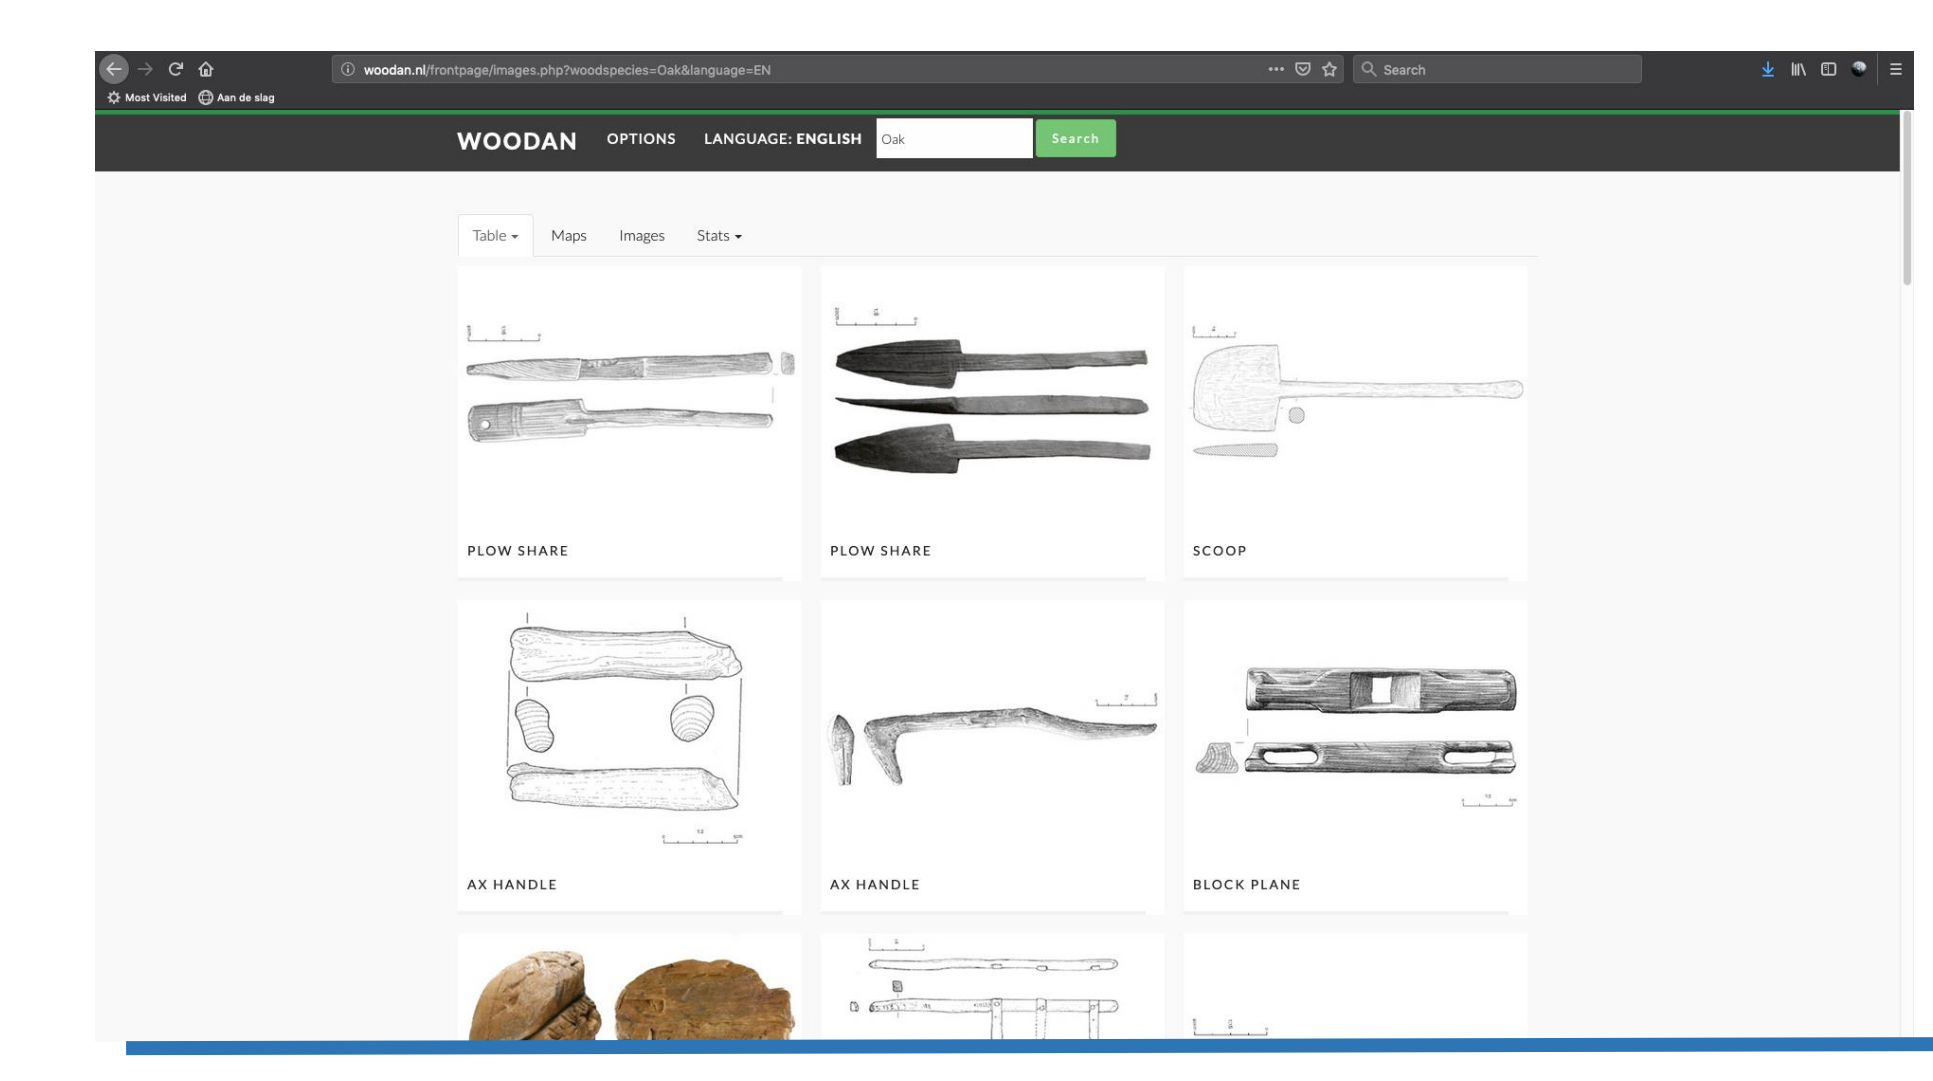 woodan.nl/frontpage/images.php?woodspecies=Oak&language=EN
Search
Most Visited Aan de slag
WOODAN OPTIONS LANGUAGE: ENGLISH Oak Search
Table Maps Images Stats
PLOW SHARE PLOW SHARE SCOOP
AX HANDLE AX HANDLE BLOCK PLANE